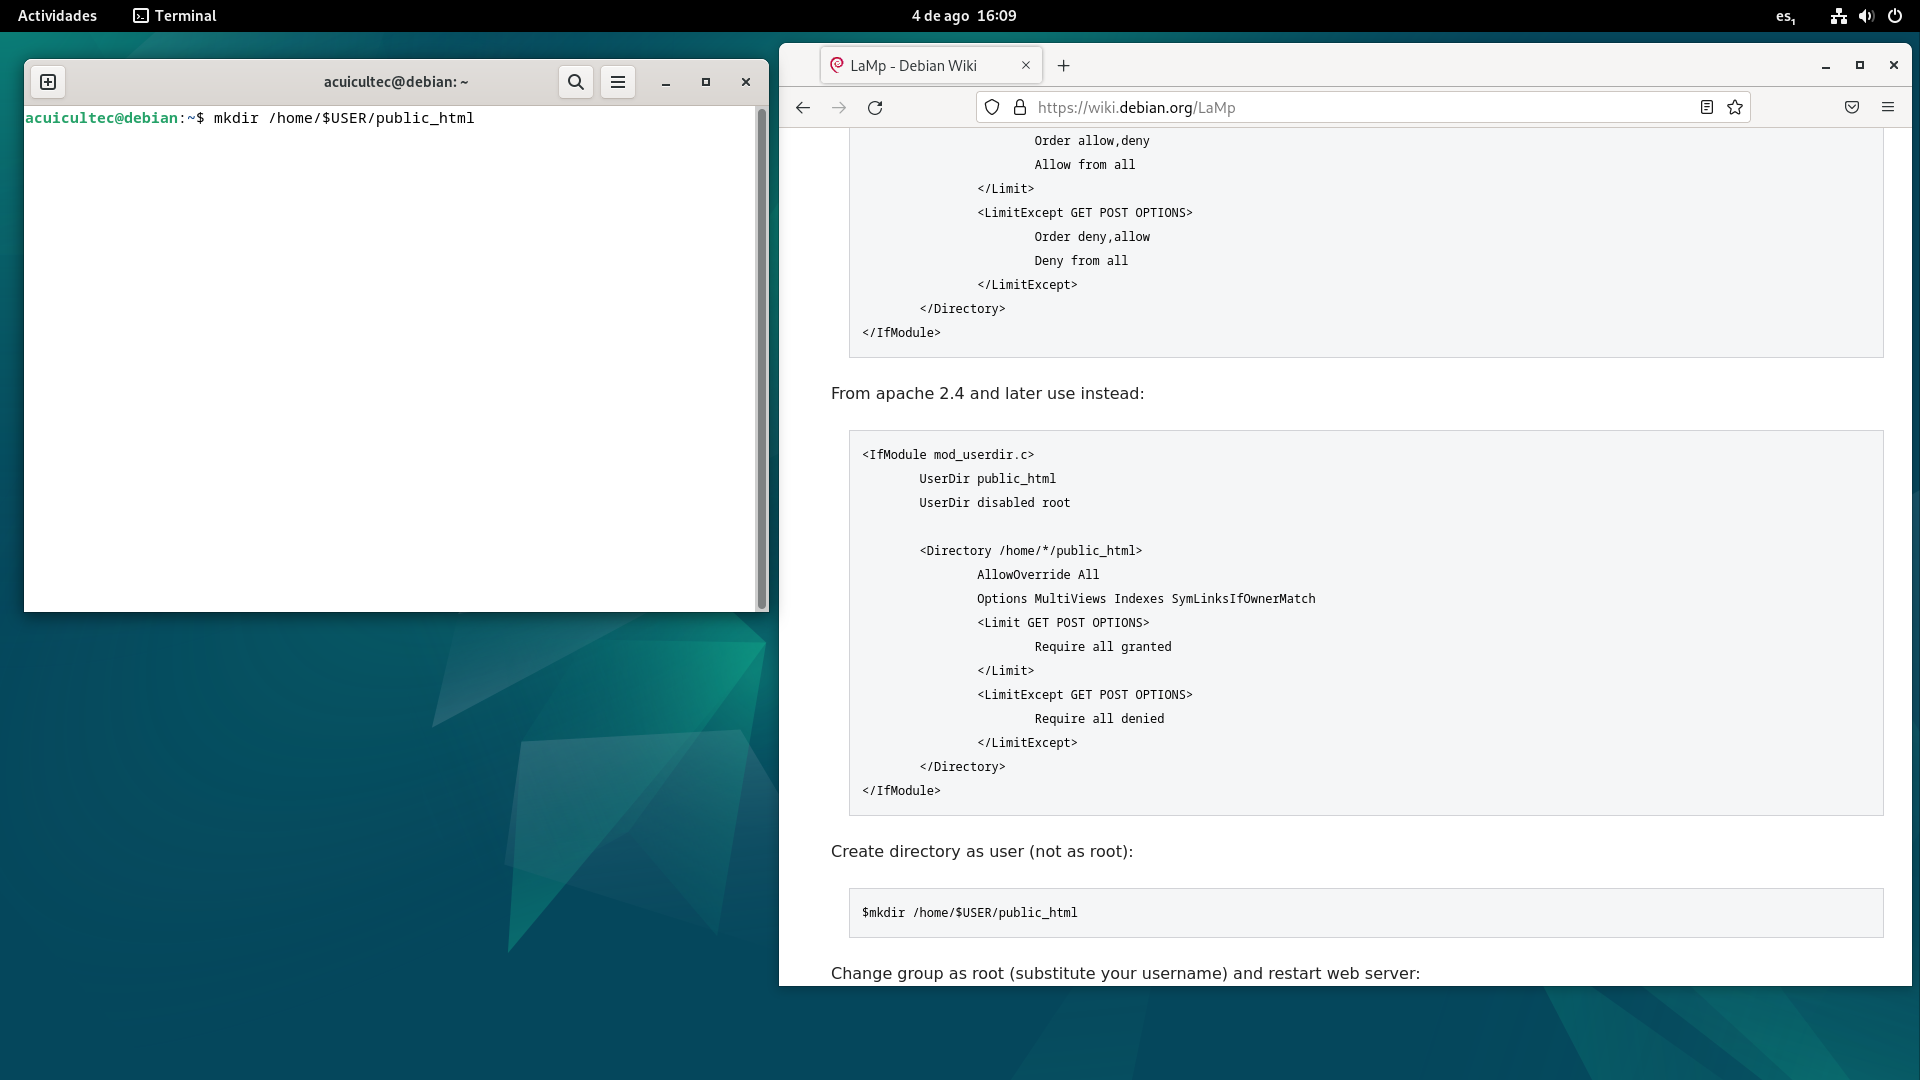 Actividades
Terminal
4 de ago 16:09
es1
acuicultec@debian: ~
acuicultec@debian:~$ mkdir /home/$USER/public_html
LaMp - Debian Wiki
https://wiki.debian.org/LaMp
Order allow,deny
Allow from all
</Limit>
<LimitExcept GET POST OPTIONS>
Order deny,allow
Deny from all
</LimitExcept>
</Directory>
</IfModule>
From apache 2.4 and later use instead:
<IfModule mod_userdir.c>
UserDir public_html
UserDir disabled root
<Directory /home/*/public_html>
AllowOverride All
Options MultiViews Indexes SymLinksIfOwnerMatch
<Limit GET POST OPTIONS>
Require all granted
</Limit>
<LimitExcept GET POST OPTIONS>
Require all denied
</LimitExcept>
</Directory>
</IfModule>
Create directory as user (not as root):
$mkdir /home/$USER/public_html
Change group as root (substitute your username) and restart web server: